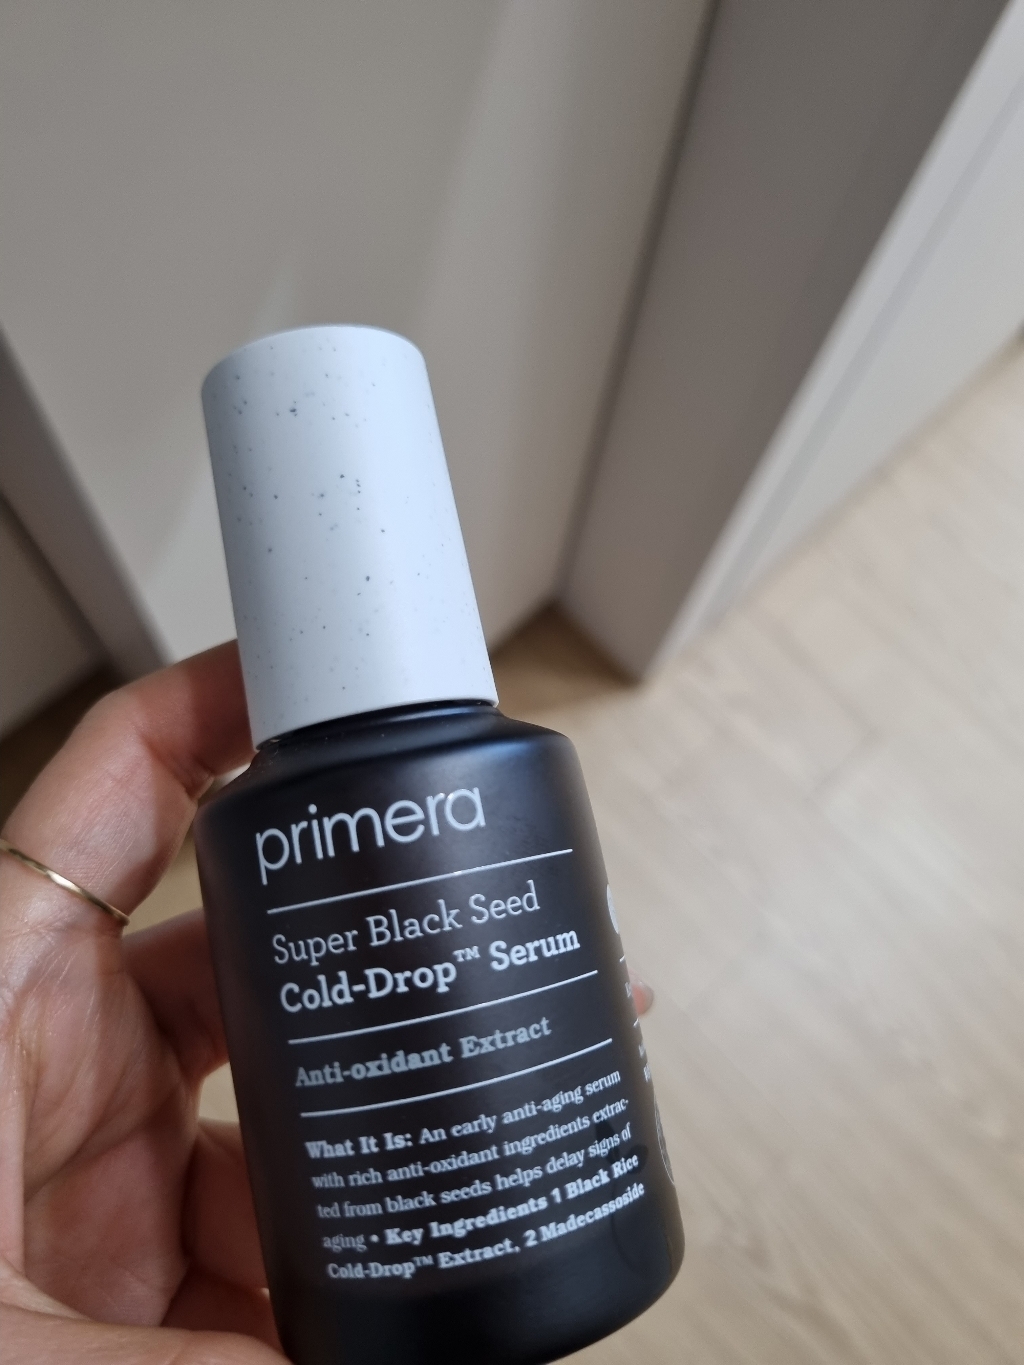 primera
Super Black Seed
Cold-Drop™ Serum
Anti-oxidant Extract
What It Is: An early anti-aging serum
with rich anti-oxidant ingredients extrac-
ted from black seeds helps delay signs of
aging • Key Ingredients 1 Black Rice
Cold-Drop™ Extract, 2 Madecassoside